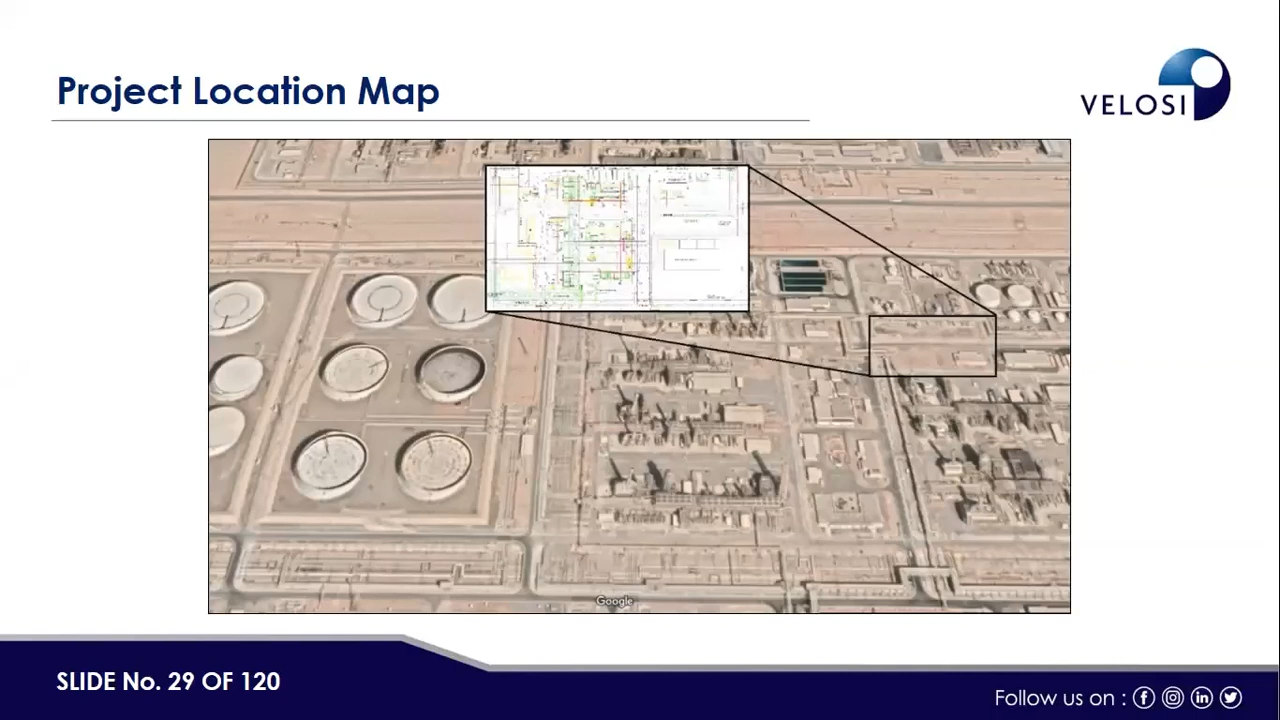 Project Location Map
VELOSI
Google
SLIDE No. 29 OF 120
Follow us on :